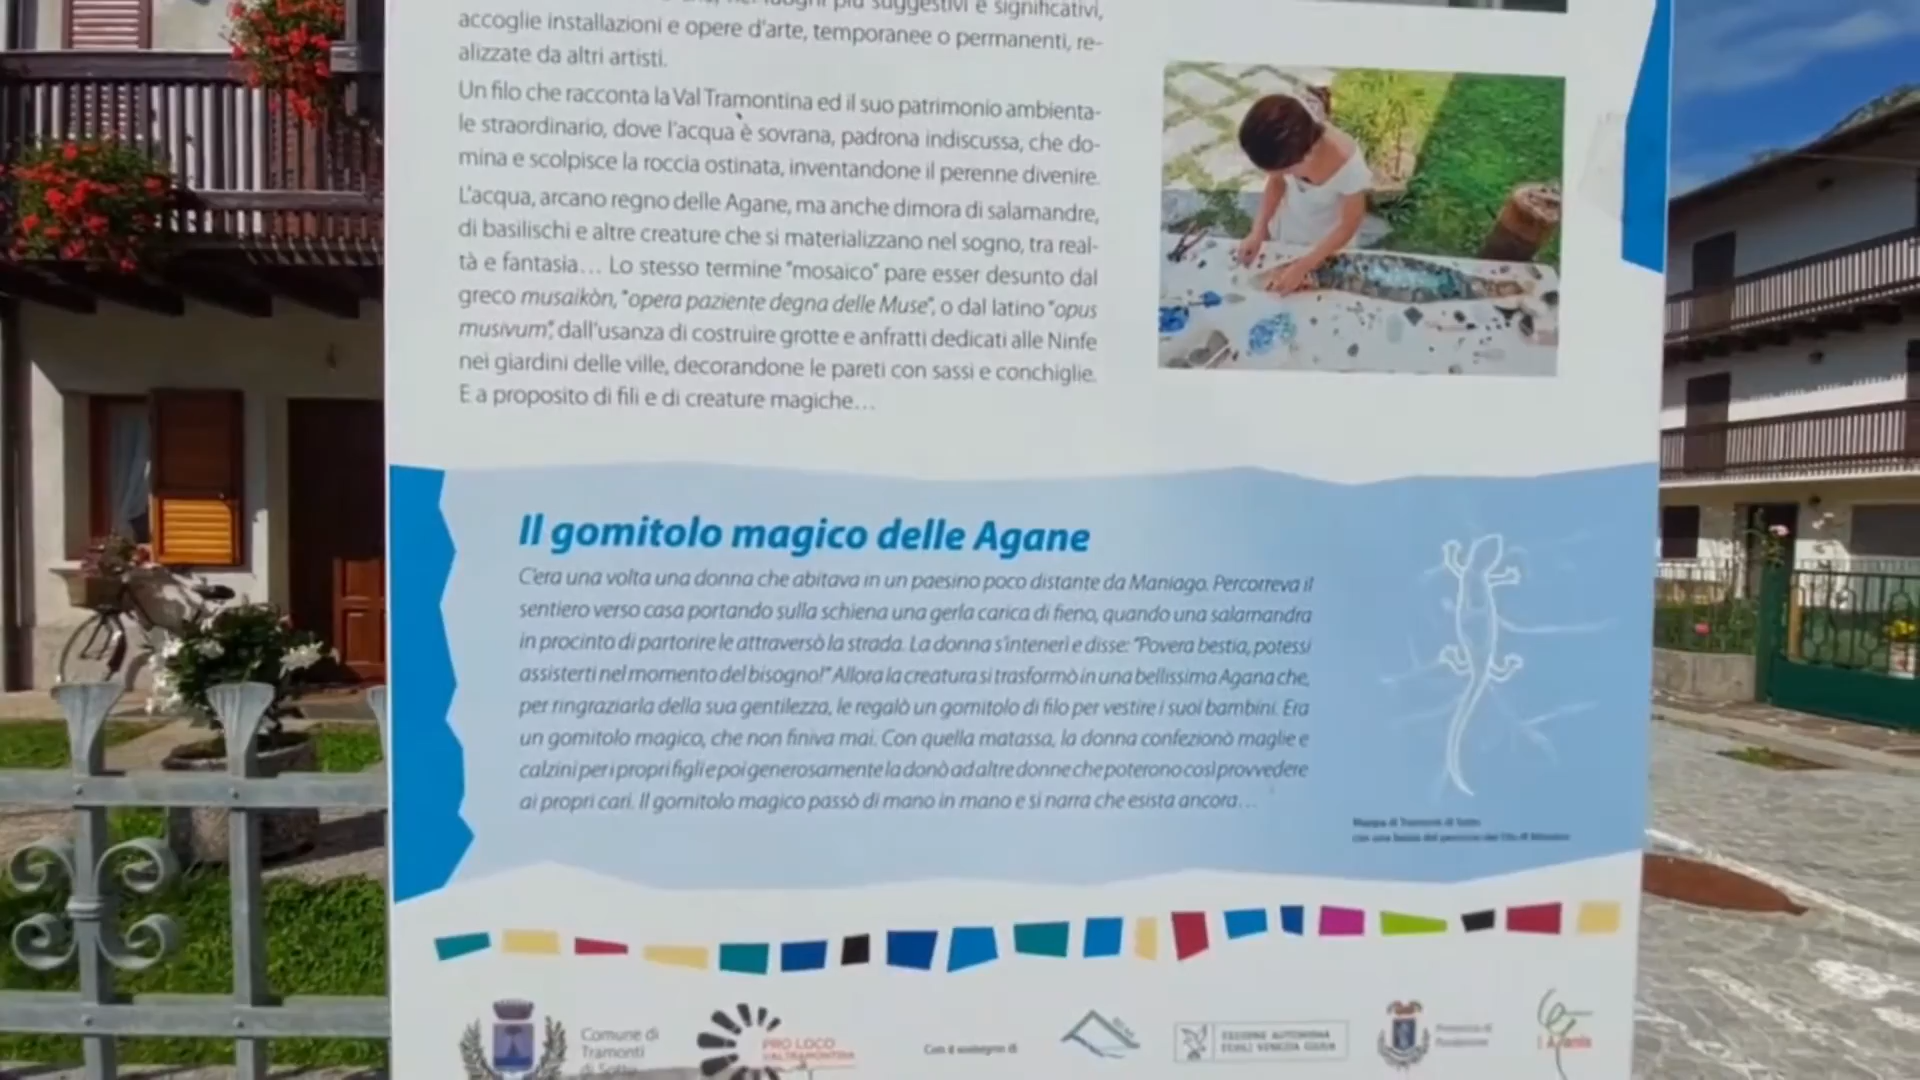 più suggestivi e significativi,
accoglie installazioni e opere d'arte, temporanee o permanenti, re-
alizzate da altri artisti.
Un filo che racconta la Val Tramontina ed il suo patrimonio ambienta-
le straordinario, dove l'acqua è sovrana, padrona indiscussa, che do-
mina e scolpisce la roccia ostinata, inventandone il perenne divenire.
L'acqua, arcano regno delle Agane, ma anche dimora di salamandre,
di basilischi e altre creature che si materializzano nel sogno, tra real-
tà e fantasia... Lo stesso termine "mosaico" pare esser desunto dal
greco musaikòn, "opera paziente degna delle Muse", o dal latino "opus
musivum", dall'usanza di costruire grotte e anfratti dedicati alle Ninfe
nei giardini delle ville, decorandone le pareti con sassi e conchiglie.
E a proposito di fili e di creature magiche...
Il gomitolo magico delle Agane
C'era una volta una donna che abitava in un paesino poco distante da Maniago. Percorreva il
sentiero verso casa portando sulla schiena una gerla carica di fieno, quando una salamandra
in procinto di partorire le attraversò la strada. La donna s'intenerì e disse: "Povera bestia, potessi
assisterti nel momento del bisogno!" Allora la creatura si trasformò in una bellissima Agana che,
per ringraziarla della sua gentilezza, le regalò un gomitolo di filo per vestire i suoi bambini. Era
un gomitolo magico, che non finiva mai. Con quella matassa, la donna confezionò maglie e
calzini per i propri figli e poi generosamente la donò ad altre donne che poterono così provvedere
ai propri cari. Il gomitolo magico passò di mano in mano e si narra che esista ancora...
Mappa di Tramonti di Sotto
Comune di
Tramonti
di Sotto
PRO LOCO
VALTRAMONTINA
Con il sostegno di
REGIONE AUTONOMA
FRIULI VENEZIA GIULIA
Provincia di
Pordenone